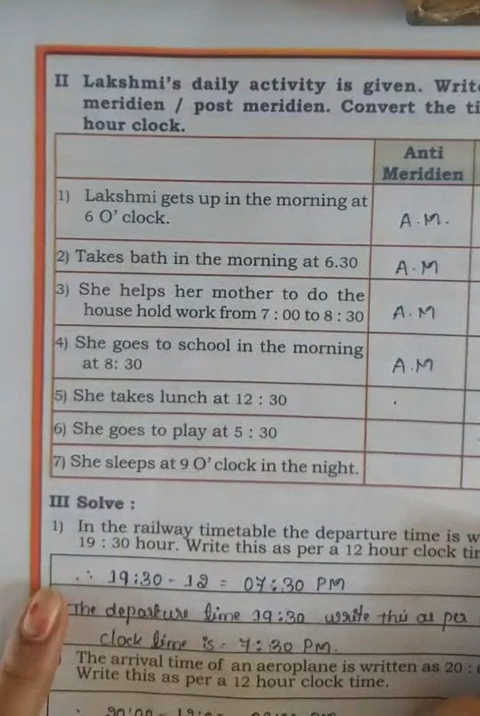 II Lakshmi's daily activity is given. Write
meridien / post meridien. Convert the ti
hour clock.
Anti
Meridien
1) Lakshmi gets up in the morning at
6 O' clock.
A.M.
2) Takes bath in the morning at 6.30
A.M
3) She helps her mother to do the
house hold work from 7 : 00 to 8 : 30
A.M
4) She goes to school in the morning
at 8: 30
A.M
5) She takes lunch at 12 : 30
6) She goes to play at 5 : 30
7) She sleeps at 9 O' clock in the night.
III Solve :
1) In the railway timetable the departure time is w
19 : 30 hour. Write this as per a 12 hour clock tim
∴ 19:30 - 12 = 07:30 PM
The departure time 19:30 write this as per
clock time is - 7:30 PM.
) The arrival time of an aeroplane is written as 20 :
Write this as per a 12 hour clock time.